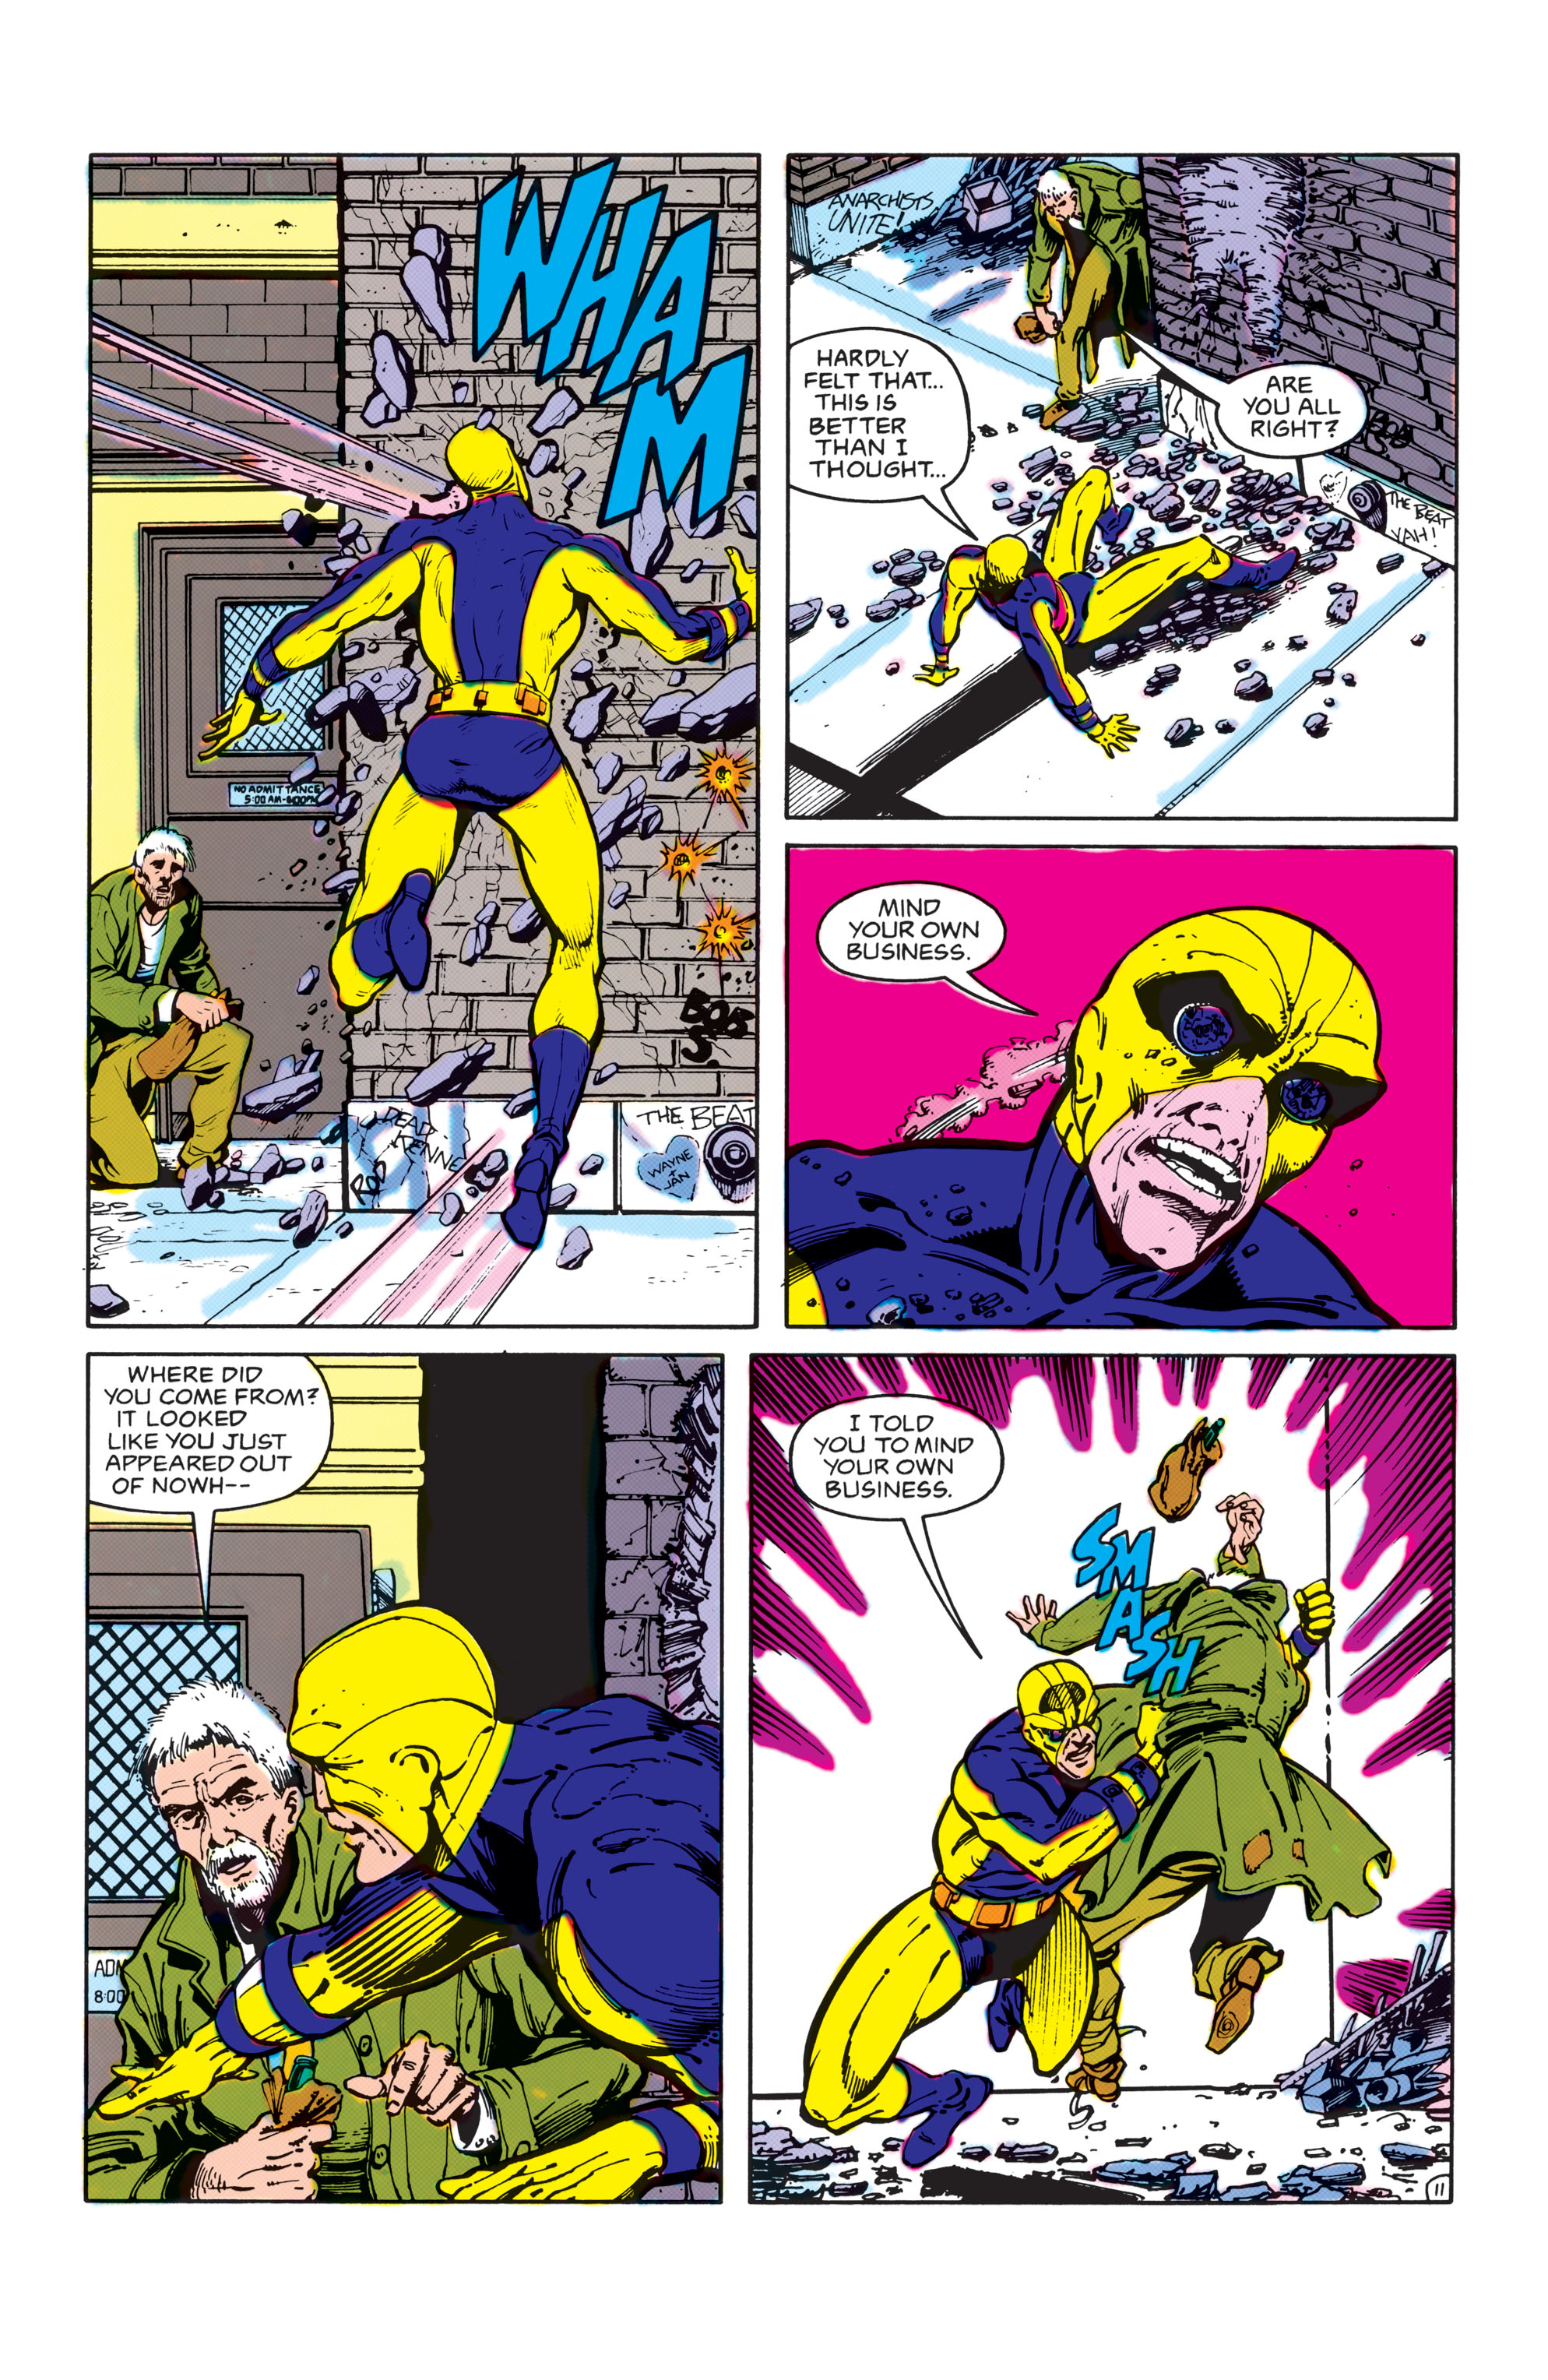 WHAM
NO ADMITTANCE
5:00 AM-8:00PM
BOB
S.
DEAD
KENNE
ROD
THE BEAT
WAYNE
+
JAN
ANARCHISTS
UNITE!
HARDLY
FELT THAT...
THIS IS
BETTER
THAN I
THOUGHT...
ARE
YOU ALL
RIGHT?
BOB
THE BEAT
YAH!
MIND
YOUR OWN
BUSINESS.
WHERE DID
YOU COME FROM?
IT LOOKED
LIKE YOU JUST
APPEARED OUT
OF NOWH--
ADM
8:00
I TOLD
YOU TO MIND
YOUR OWN
BUSINESS.
SMASH
11